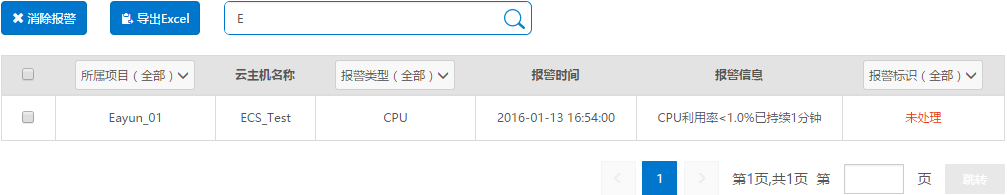 消除报警 导出Excel E
所属项目（全部） 云主机名称 报警类型（全部） 报警时间 报警信息 报警标识（全部）
Eayun_01 ECS_Test CPU 2016-01-13 16:54:00 CPU利用率<1.0%已持续1分钟 未处理
1 第1页,共1页 第 页 跳转